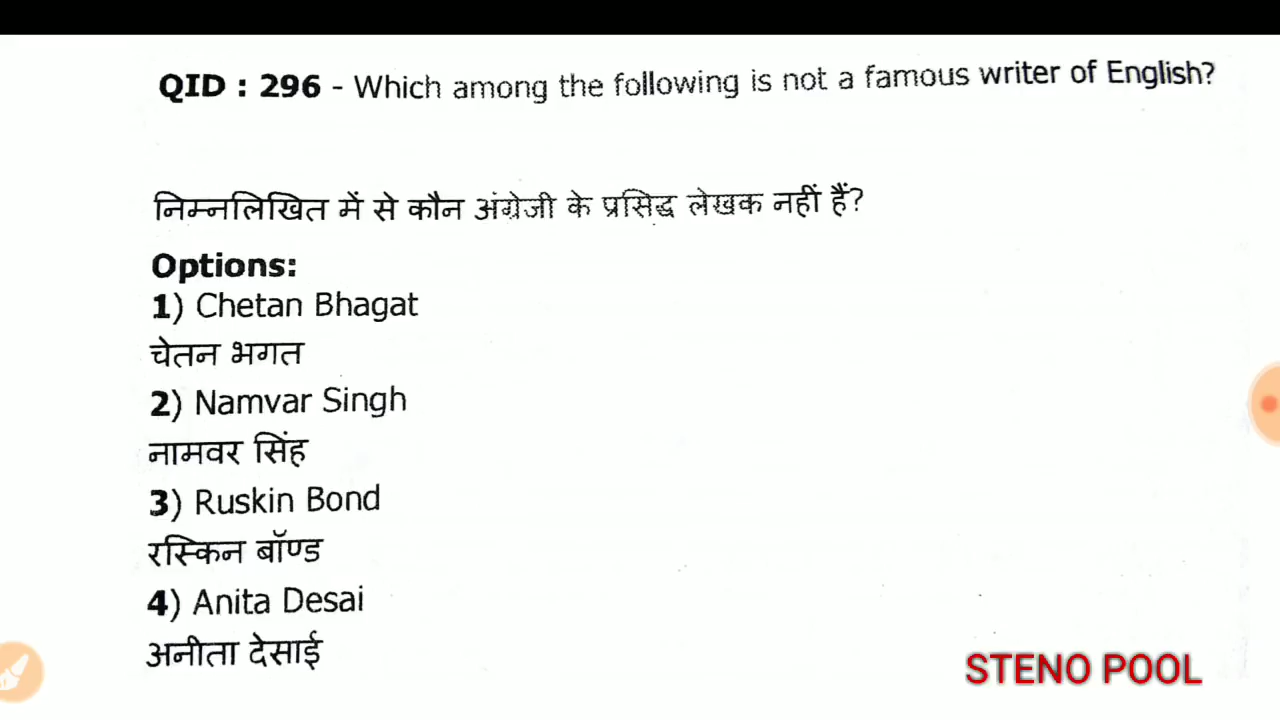 QID : 296 - Which among the following is not a famous writer of English?
निम्नलिखित में से कौन अंग्रेजी के प्रसिद्ध लेखक नहीं हैं?
Options:
1) Chetan Bhagat
चेतन भगत
2) Namvar Singh
नामवर सिंह
3) Ruskin Bond
रस्किन बॉण्ड
4) Anita Desai
अनीता देसाई
STENO POOL